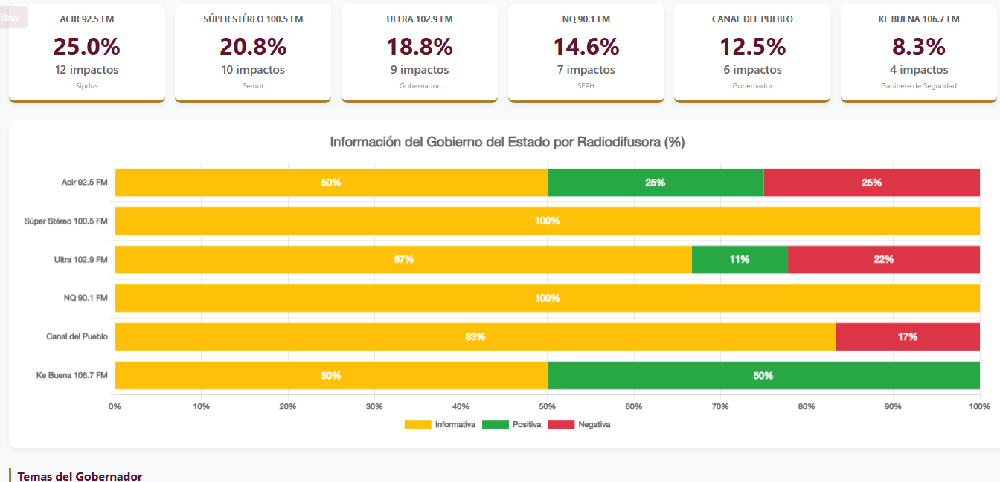 iltros
ACIR 92.5 FM
25.0%
12 impactos
Sipdus
SÚPER STÉREO 100.5 FM
20.8%
10 impactos
Semot
ULTRA 102.9 FM
18.8%
9 impactos
Gobernador
NQ 90.1 FM
14.6%
7 impactos
SEPH
CANAL DEL PUEBLO
12.5%
6 impactos
Gobernador
KE BUENA 106.7 FM
8.3%
4 impactos
Gabinete de Seguridad
Información del Gobierno del Estado por Radiodifusora (%)
Acir 92.5 FM 50% 25% 25%
Súper Stéreo 100.5 FM 100%
Ultra 102.9 FM 67% 11% 22%
NQ 90.1 FM 100%
Canal del Pueblo 83% 17%
Ke Buena 106.7 FM 50% 50%
0% 10% 20% 30% 40% 50% 60% 70% 80% 90% 100%
Informativa Positiva Negativa
Temas del Gobernador